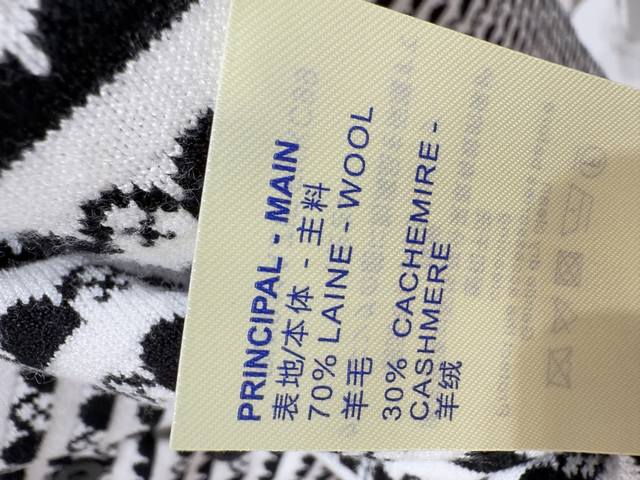 PRINCIPAL - MAIN
表地/本体 - 主料
70% LAINE - WOOL
羊毛
30% CACHEMIRE -
CASHMERE
羊绒